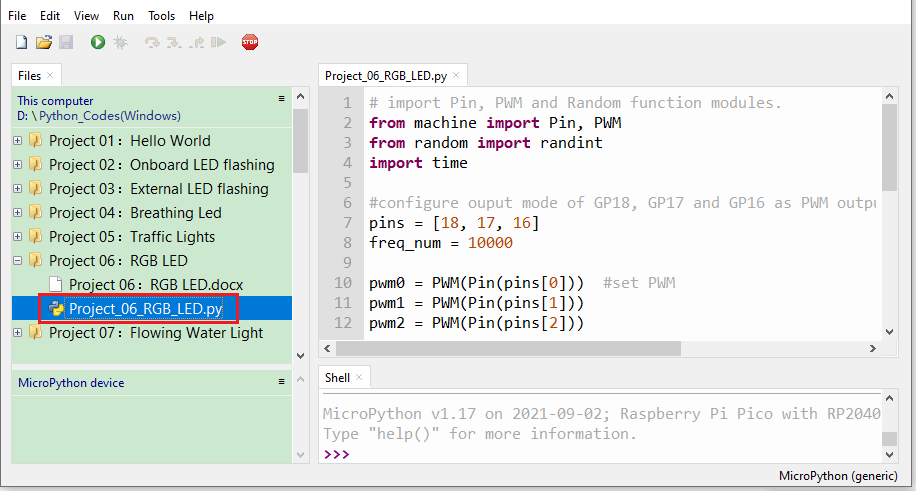 File Edit View Run Tools Help
STOP
Files
This computer
D: \ Python_Codes(Windows)
Project 01：Hello World
Project 02：Onboard LED flashing
Project 03：External LED flashing
Project 04：Breathing Led
Project 05：Traffic Lights
Project 06：RGB LED
Project 06：RGB LED.docx
Project_06_RGB_LED.py
Project 07：Flowing Water Light
MicroPython device
Project_06_RGB_LED.py
1 # import Pin, PWM and Random function modules.
2 from machine import Pin, PWM
3 from random import randint
4 import time
5
6 #configure ouput mode of GP18, GP17 and GP16 as PWM outpu
7 pins = [18, 17, 16]
8 freq_num = 10000
9
10 pwm0 = PWM(Pin(pins[0])) #set PWM
11 pwm1 = PWM(Pin(pins[1]))
12 pwm2 = PWM(Pin(pins[2]))
Shell
MicroPython v1.17 on 2021-09-02; Raspberry Pi Pico with RP2040
Type "help()" for more information.
>>>
MicroPython (generic)